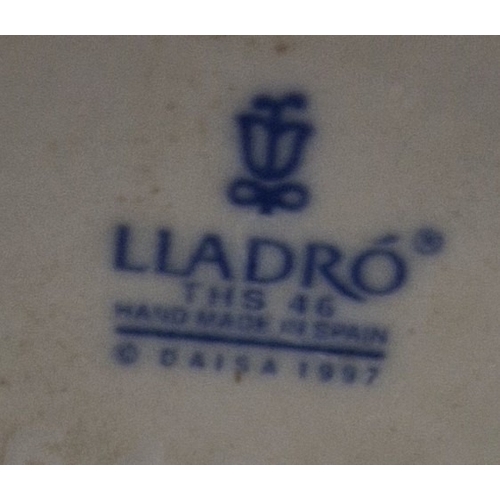 LLADRÓ®
THS 46
HAND MADE IN SPAIN
© DAISA 1997